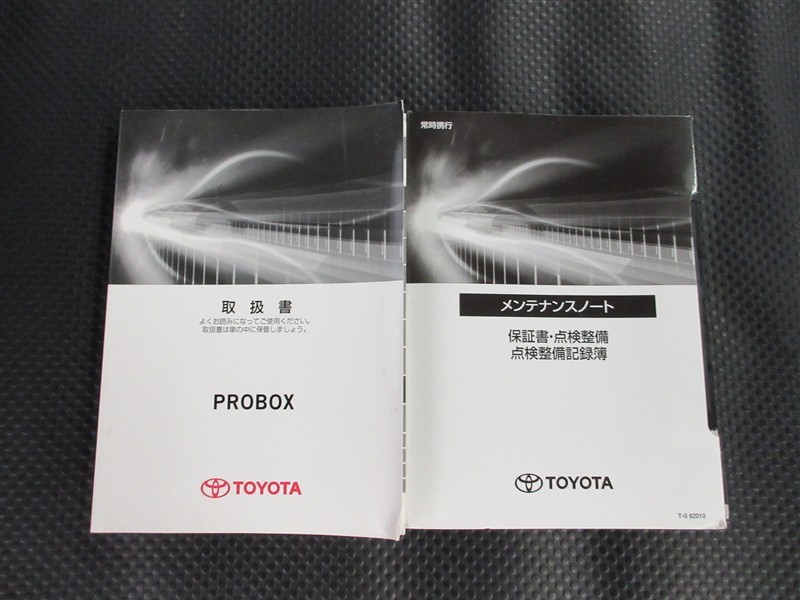 取扱書
よくお読みになってご使用ください。
取扱書は車の中に保管しましょう。
PROBOX
TOYOTA
常時携行
メンテナンスノート
保証書・点検整備
点検整備記録簿
TOYOTA
T-0 62010